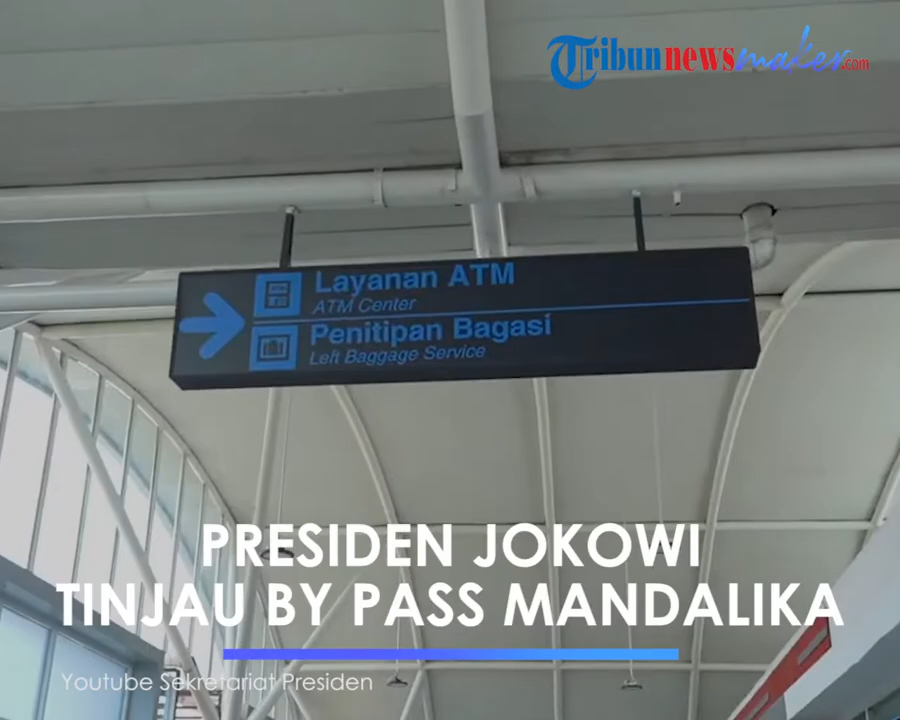 Tribunnewsmaker.com
Layanan ATM
ATM Center
Penitipan Bagasi
Left Baggage Service
PRESIDEN JOKOWI
TINJAU BY PASS MANDALIKA
Youtube Sekretariat Presiden